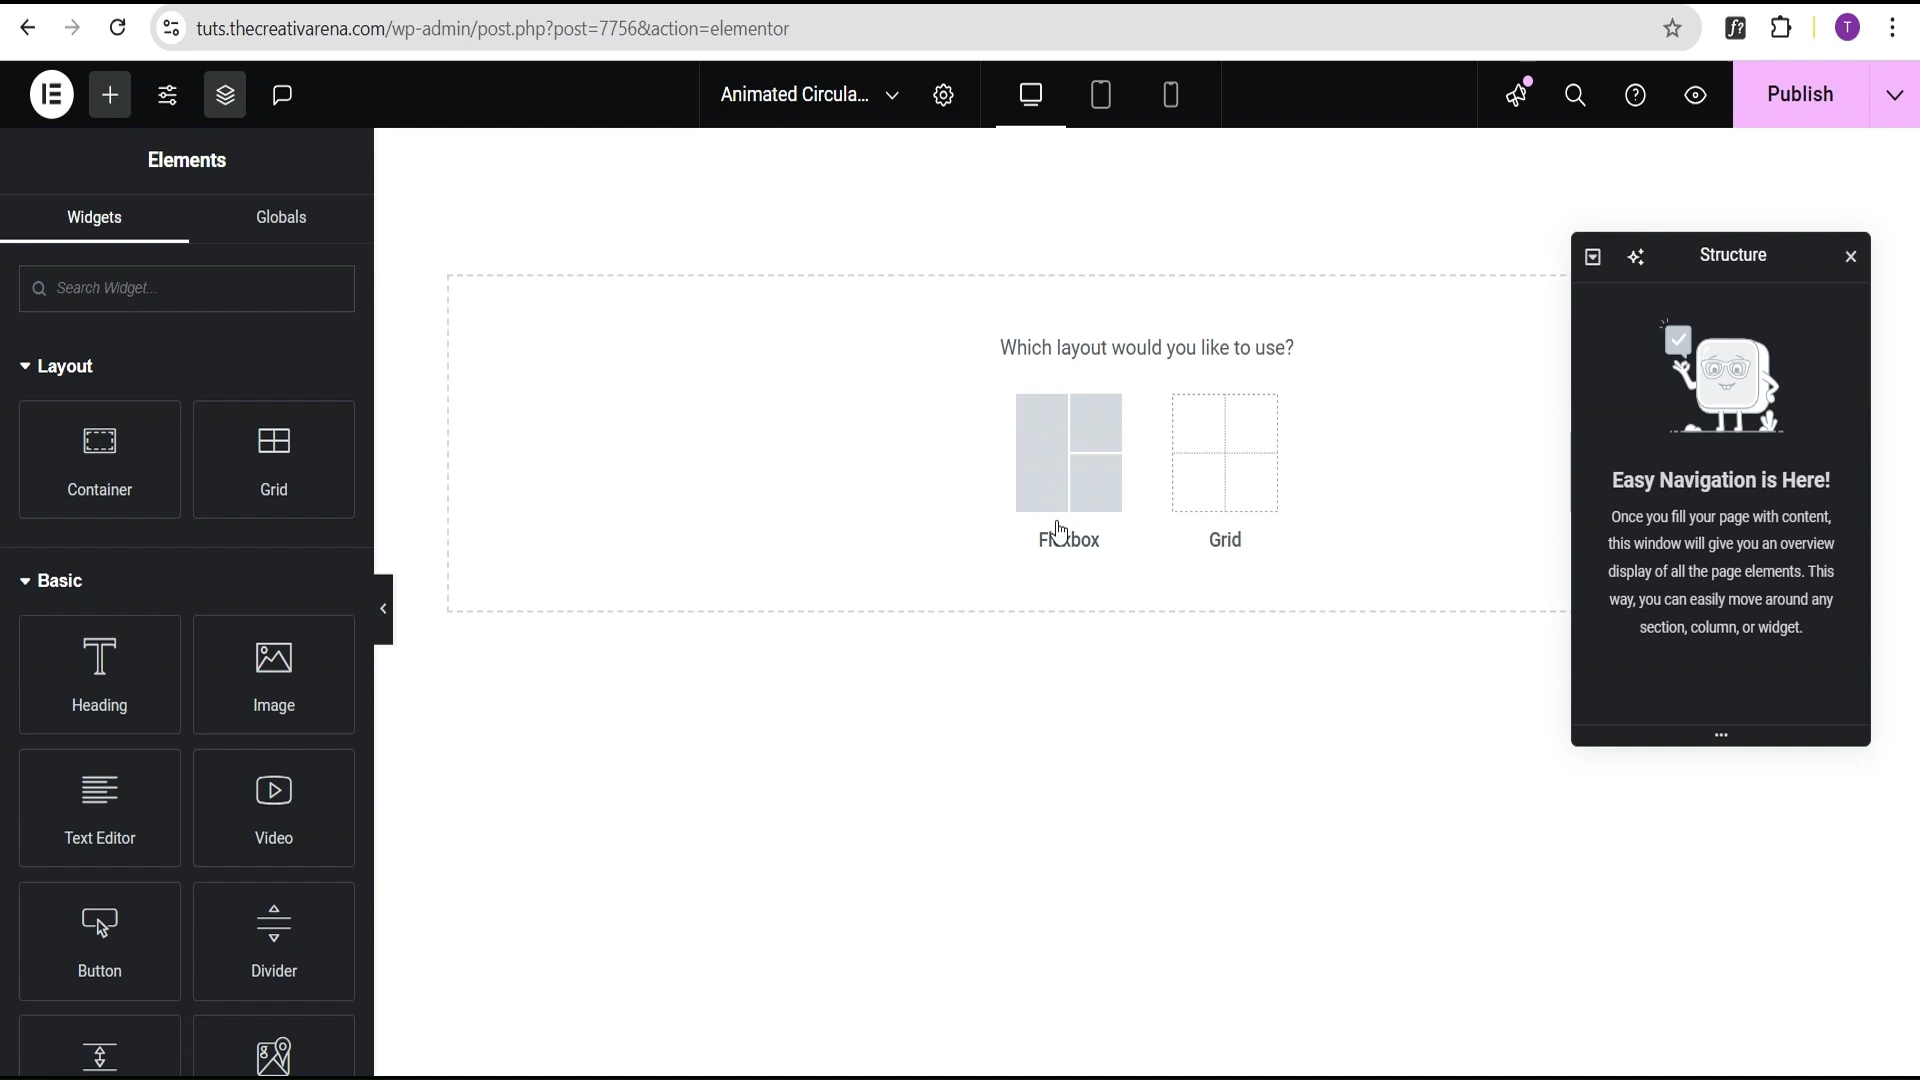 tuts.thecreativarena.com/wp-admin/post.php?post=7756&action=elementor
f?
T
Animated Circula...
Publish
Elements
Widgets
Globals
Search Widget...
Layout
Container
Grid
Basic
Heading
Image
Text Editor
Video
Button
Divider
Which layout would you like to use?
Flexbox
Grid
Structure
Easy Navigation is Here!
Once you fill your page with content,
this window will give you an overview
display of all the page elements. This
way, you can easily move around any
section, column, or widget.